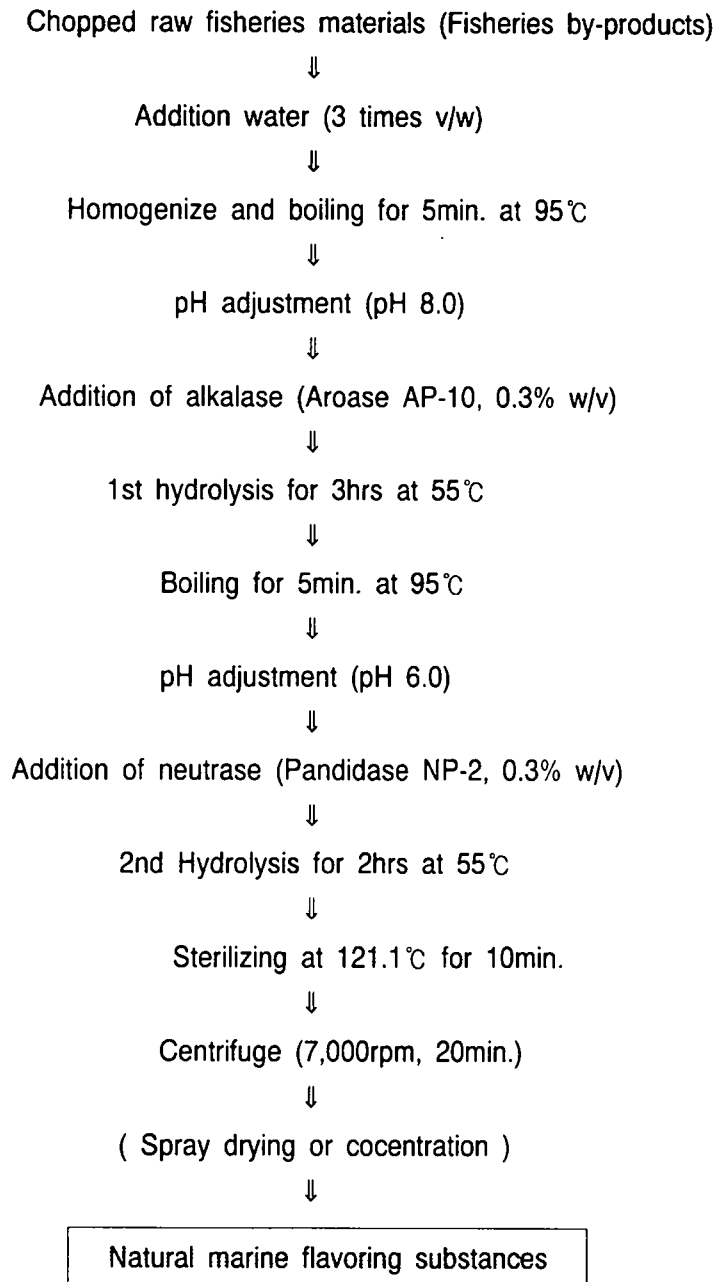 Chopped raw fisheries materials (Fisheries by-products)
⇓
Addition water (3 times v/w)
⇓
Homogenize and boiling for 5min. at 95℃
⇓
pH adjustment (pH 8.0)
⇓
Addition of alkalase (Aroase AP-10, 0.3% w/v)
⇓
1st hydrolysis for 3hrs at 55℃
⇓
Boiling for 5min. at 95℃
⇓
pH adjustment (pH 6.0)
⇓
Addition of neutrase (Pandidase NP-2, 0.3% w/v)
⇓
2nd Hydrolysis for 2hrs at 55℃
⇓
Sterilizing at 121.1℃ for 10min.
⇓
Centrifuge (7,000rpm, 20min.)
⇓
( Spray drying or cocentration )
⇓
Natural marine flavoring substances